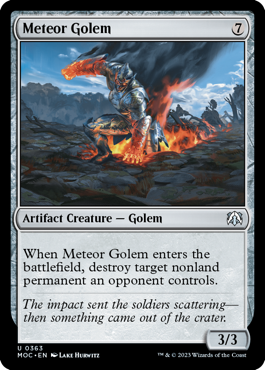 Meteor Golem 7
Artifact Creature — Golem
When Meteor Golem enters the
battlefield, destroy target nonland
permanent an opponent controls.
The impact sent the soldiers scattering—
then something came out of the crater.
3/3
U 0363
MOC • EN Lake Hurwitz
™ & © 2023 Wizards of the Coast